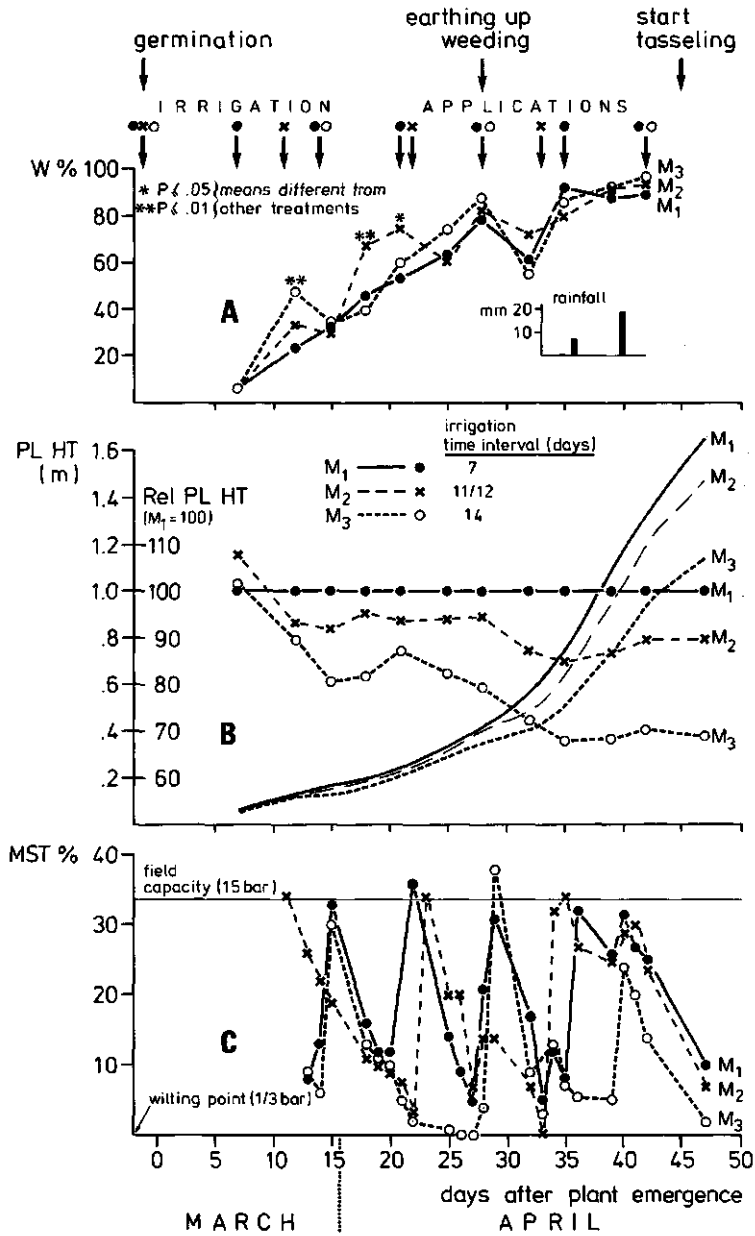 germination
earthing up
weeding
start
tasseling
IRRIGATION APPLICATIONS
W %
100
80
60
40
20
* P ≤ .05) means different from
** P ≤ .01) other treatments
**
**
*
M3
M2
M1
A
mm 20
10
rainfall
PL HT
(m)
1.6
1.4
1.2
1.0
.8
.6
.4
.2
Rel PL HT
(M1 = 100)
110
100
90
80
70
60
irrigation
time interval (days)
M1 7
M2 11/12
M3 14
M1
M2
M3
M1
M2
M3
B
MST %
40
30
20
10
field
capacity (15 bar)
C
wilting point (1/3 bar)
M1
M2
M3
0 5 10 15 20 25 30 35 40 45 50
days after plant emergence
MARCH APRIL